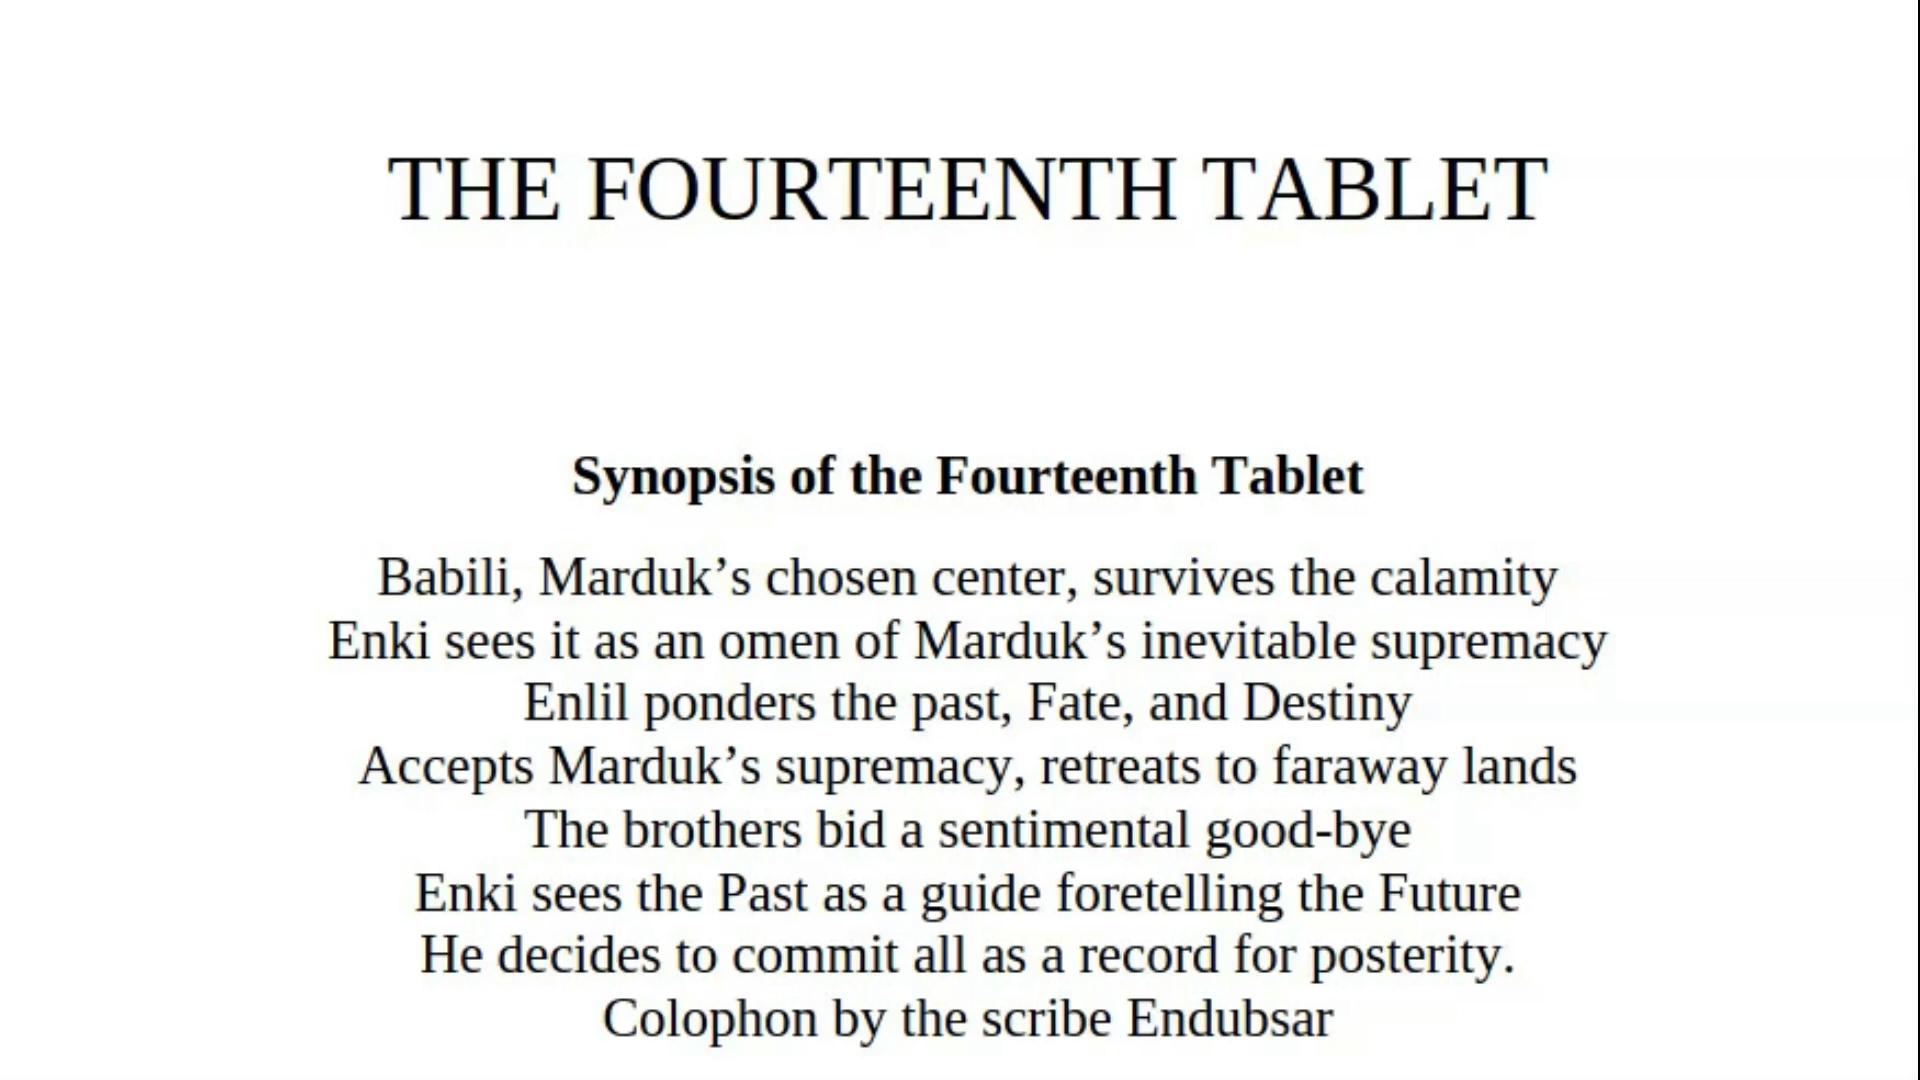 THE FOURTEENTH TABLET
Synopsis of the Fourteenth Tablet
Babili, Marduk’s chosen center, survives the calamity
Enki sees it as an omen of Marduk’s inevitable supremacy
Enlil ponders the past, Fate, and Destiny
Accepts Marduk’s supremacy, retreats to faraway lands
The brothers bid a sentimental good-bye
Enki sees the Past as a guide foretelling the Future
He decides to commit all as a record for posterity.
Colophon by the scribe Endubsar